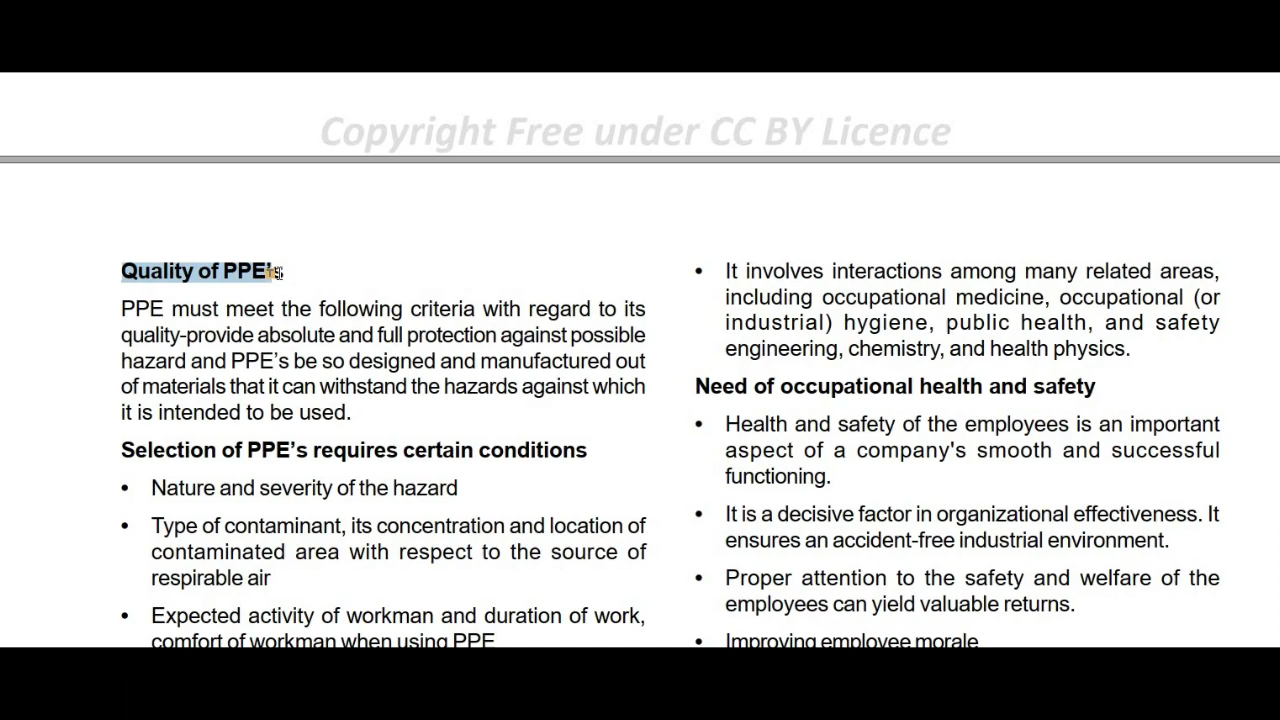 Copyright Free under CC BY Licence
Quality of PPE's
PPE must meet the following criteria with regard to its
quality-provide absolute and full protection against possible
hazard and PPE's be so designed and manufactured out
of materials that it can withstand the hazards against which
it is intended to be used.
Selection of PPE's requires certain conditions
• Nature and severity of the hazard
• Type of contaminant, its concentration and location of
contaminated area with respect to the source of
respirable air
• Expected activity of workman and duration of work,
comfort of workman when using PPE
• It involves interactions among many related areas,
including occupational medicine, occupational (or
industrial) hygiene, public health, and safety
engineering, chemistry, and health physics.
Need of occupational health and safety
• Health and safety of the employees is an important
aspect of a company's smooth and successful
functioning.
• It is a decisive factor in organizational effectiveness. It
ensures an accident-free industrial environment.
• Proper attention to the safety and welfare of the
employees can yield valuable returns.
• Improving employee morale